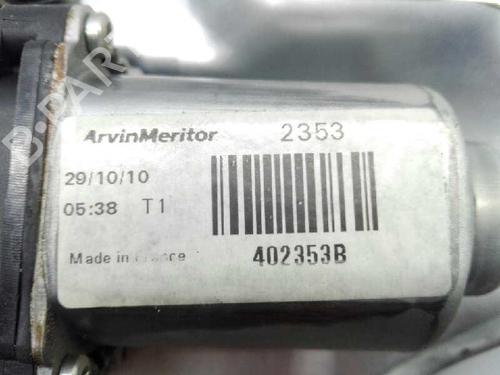 ArvinMeritor 2353
29/10/10
05:38 T1
Made in France
402353B
B-PARTS